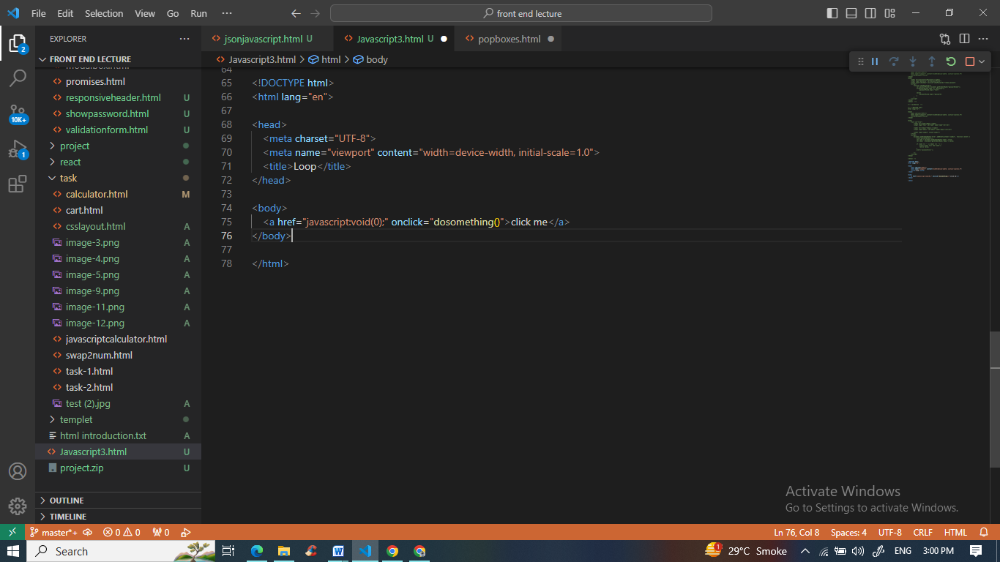 File Edit Selection View Go Run ··· front end lecture
EXPLORER ···
FRONT END LECTURE
promises.html
responsiveheader.html U
showpassword.html U
validationform.html U
project
react
task
calculator.html M
cart.html
csslayout.html A
image-3.png A
image-4.png A
image-5.png A
image-9.png A
image-11.png A
image-12.png A
javascriptcalculator.html
swap2num.html
task-1.html
task-2.html
test (2).jpg A
templet
html introduction.txt A
Javascript3.html U
project.zip U
OUTLINE
TIMELINE
2
10K+
1
jsonjavascript.html U Javascript3.html U popboxes.html
Javascript3.html > html > body
64
65 <!DOCTYPE html>
66 <html lang="en">
67
68 <head>
69 <meta charset="UTF-8">
70 <meta name="viewport" content="width=device-width, initial-scale=1.0">
71 <title>Loop</title>
72 </head>
73
74 <body>
75 <a href="javascript:void(0);" onclick="dosomething()">click me</a>
76 </body>
77
78 </html>
Activate Windows
Go to Settings to activate Windows.
master*+ 0 0 0 Ln 76, Col 8 Spaces: 4 UTF-8 CRLF HTML
Search 1 29°C Smoke ENG 3:00 PM